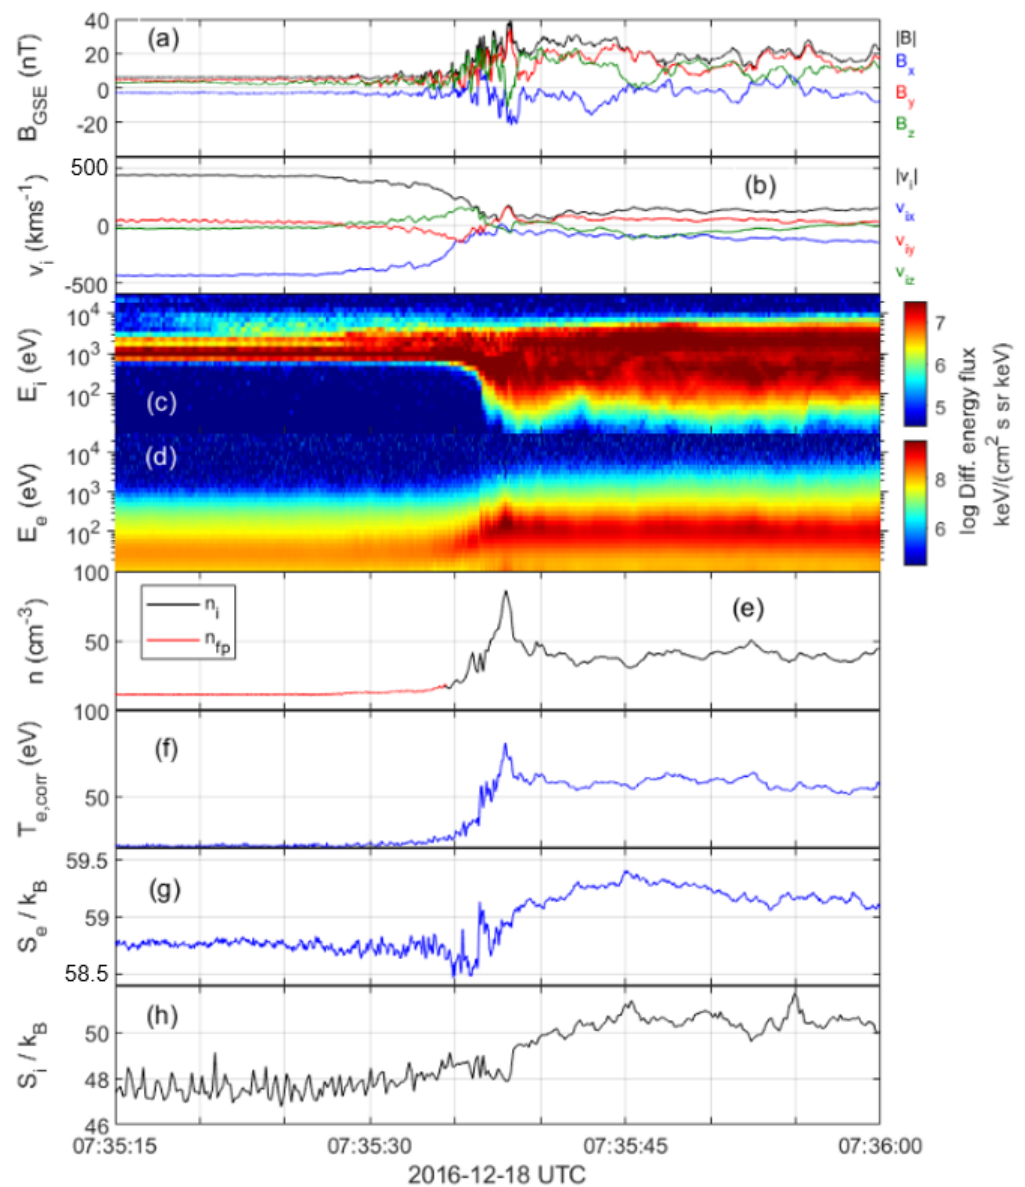 (a)
B_GSE (nT)
40
20
0
-20
|B|
B_x
B_y
B_z
(b)
v_i (kms^-1)
500
0
-500
|v_i|
v_ix
v_iy
v_iz
(c)
E_i (eV)
10^4
10^3
10^2
7
6
5
(d)
E_e (eV)
10^4
10^3
10^2
8
6
log Diff. energy flux
keV/(cm^2 s sr keV)
(e)
n (cm^-3)
100
50
n_i
n_fp
(f)
T_e,corr (eV)
100
50
(g)
S_e / k_B
59.5
59
58.5
(h)
S_i / k_B
50
48
46
07:35:15 07:35:30 07:35:45 07:36:00
2016-12-18 UTC